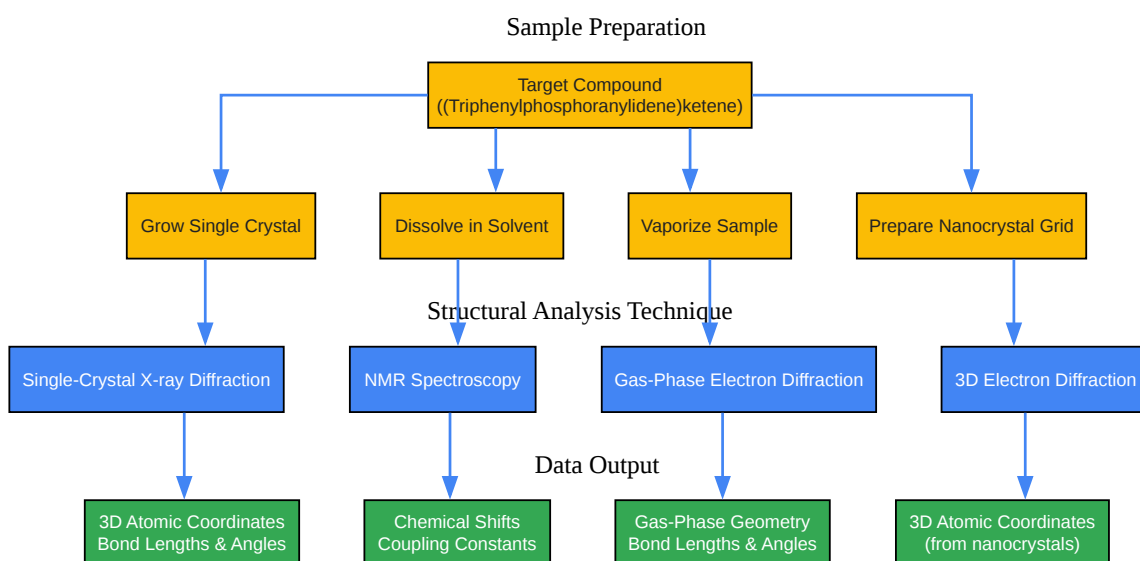 Sample Preparation
Target Compound
((Triphenylphosphoranylidene)ketene)
Grow Single Crystal
Dissolve in Solvent
Vaporize Sample
Prepare Nanocrystal Grid
Structural Analysis Technique
Single-Crystal X-ray Diffraction
NMR Spectroscopy
Gas-Phase Electron Diffraction
3D Electron Diffraction
Data Output
3D Atomic Coordinates
Bond Lengths & Angles
Chemical Shifts
Coupling Constants
Gas-Phase Geometry
Bond Lengths & Angles
3D Atomic Coordinates
(from nanocrystals)